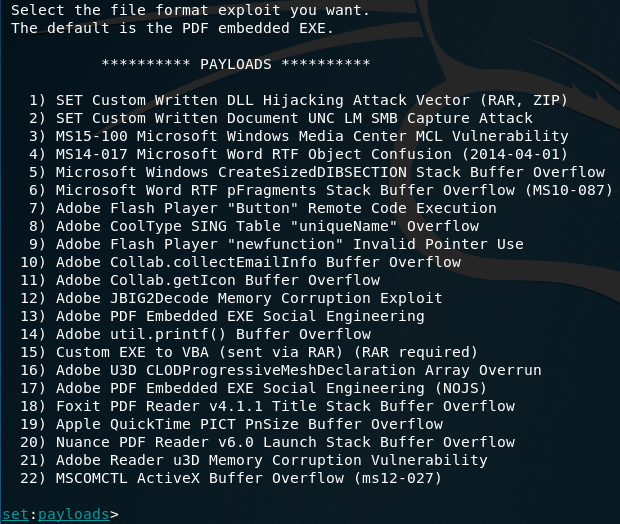 Select the file format exploit you want.
The default is the PDF embedded EXE.
********** PAYLOADS **********
1) SET Custom Written DLL Hijacking Attack Vector (RAR, ZIP)
2) SET Custom Written Document UNC LM SMB Capture Attack
3) MS15-100 Microsoft Windows Media Center MCL Vulnerability
4) MS14-017 Microsoft Word RTF Object Confusion (2014-04-01)
5) Microsoft Windows CreateSizedDIBSECTION Stack Buffer Overflow
6) Microsoft Word RTF pFragments Stack Buffer Overflow (MS10-087)
7) Adobe Flash Player "Button" Remote Code Execution
8) Adobe CoolType SING Table "uniqueName" Overflow
9) Adobe Flash Player "newfunction" Invalid Pointer Use
10) Adobe Collab.collectEmailInfo Buffer Overflow
11) Adobe Collab.getIcon Buffer Overflow
12) Adobe JBIG2Decode Memory Corruption Exploit
13) Adobe PDF Embedded EXE Social Engineering
14) Adobe util.printf() Buffer Overflow
15) Custom EXE to VBA (sent via RAR) (RAR required)
16) Adobe U3D CLODProgressiveMeshDeclaration Array Overrun
17) Adobe PDF Embedded EXE Social Engineering (NOJS)
18) Foxit PDF Reader v4.1.1 Title Stack Buffer Overflow
19) Apple QuickTime PICT PnSize Buffer Overflow
20) Nuance PDF Reader v6.0 Launch Stack Buffer Overflow
21) Adobe Reader u3D Memory Corruption Vulnerability
22) MSCOMCTL ActiveX Buffer Overflow (ms12-027)
set:payloads>